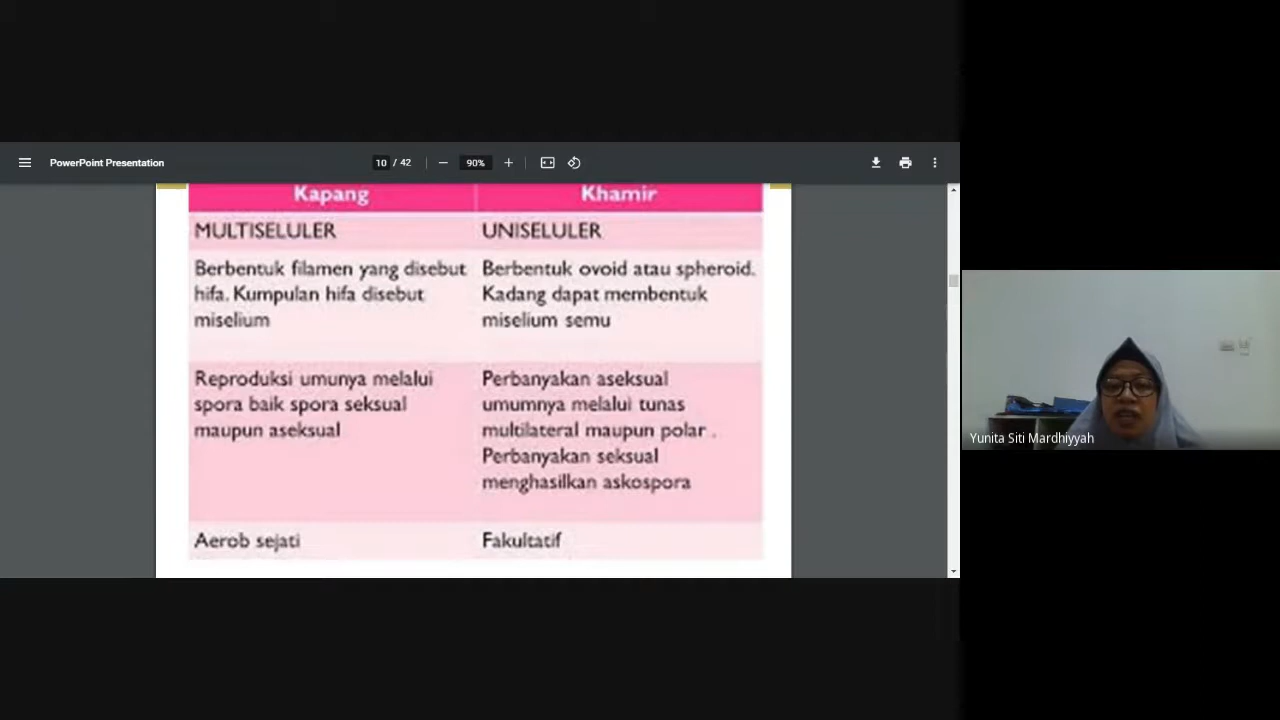 PowerPoint Presentation
10 / 42
90%
Kapang
Khamir
MULTISELULER
UNISELULER
Berbentuk filamen yang disebut
hifa. Kumpulan hifa disebut
miselium
Berbentuk ovoid atau spheroid.
Kadang dapat membentuk
miselium semu
Reproduksi umunya melalui
spora baik spora seksual
maupun aseksual
Perbanyakan aseksual
umumnya melalui tunas
multilateral maupun polar .
Perbanyakan seksual
menghasilkan askospora
Aerob sejati
Fakultatif
Yunita Siti Mardhiyyah